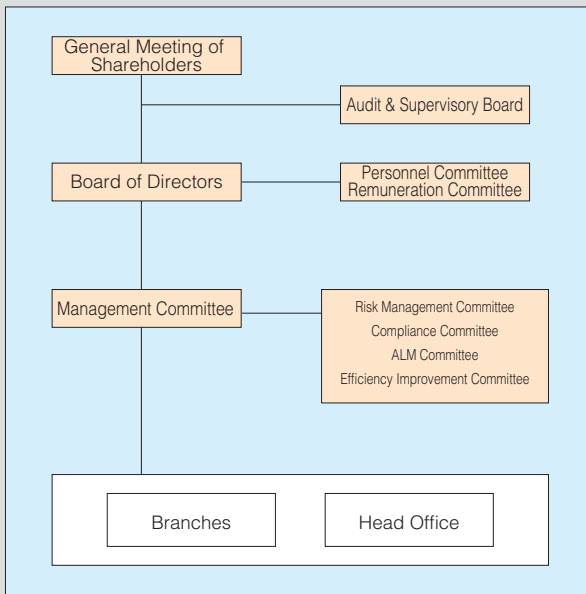 General Meeting of
Shareholders
Audit & Supervisory Board
Board of Directors
Personnel Committee
Remuneration Committee
Management Committee
Risk Management Committee
Compliance Committee
ALM Committee
Efficiency Improvement Committee
Branches
Head Office